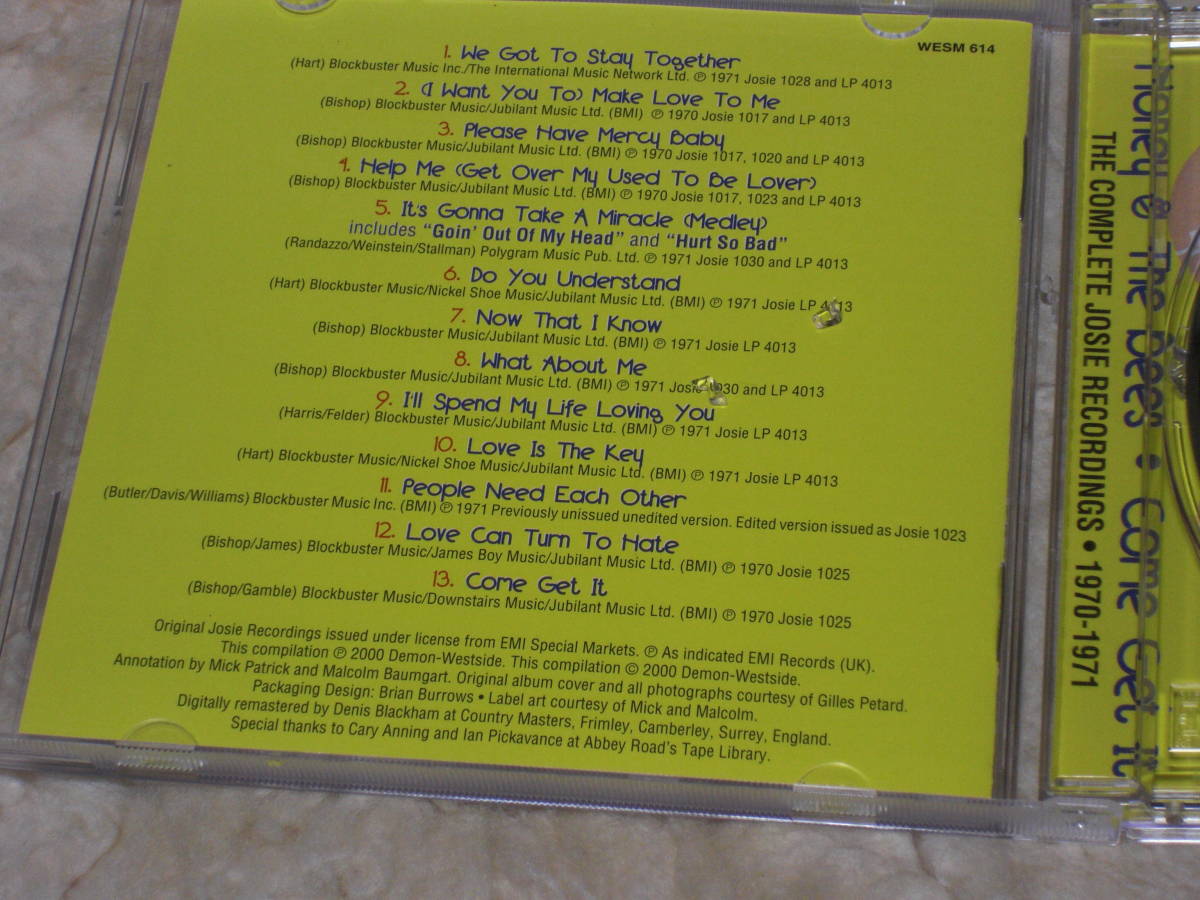 WESM 614
1. We Got To Stay Together
(Hart) Blockbuster Music Inc./The International Music Network Ltd. ℗ 1971 Josie 1028 and LP 4013
2. (I Want You To) Make Love To Me
(Bishop) Blockbuster Music/Jubilant Music Ltd. (BMI) ℗ 1970 Josie 1017 and LP 4013
3. Please Have Mercy Baby
(Bishop) Blockbuster Music/Jubilant Music Ltd. (BMI) ℗ 1970 Josie 1017, 1020 and LP 4013
4. Help Me (Get Over My Used To Be Lover)
(Bishop) Blockbuster Music/Jubilant Music Ltd. (BMI) ℗ 1970 Josie 1017, 1023 and LP 4013
5. It's Gonna Take A Miracle (Medley)
includes “Goin' Out Of My Head” and “Hurt So Bad”
(Randazzo/Weinstein/Stallman) Polygram Music Pub. Ltd. ℗ 1971 Josie 1030 and LP 4013
6. Do You Understand
(Hart) Blockbuster Music/Nickel Shoe Music/Jubilant Music Ltd. (BMI) ℗ 1971 Josie LP 4013
7. Now That I Know
(Bishop) Blockbuster Music/Jubilant Music Ltd. (BMI) ℗ 1971 Josie LP 4013
8. What About Me
(Bishop) Blockbuster Music/Jubilant Music Ltd. (BMI) ℗ 1971 Josie 1030 and LP 4013
9. I'll Spend My Life Loving You
(Harris/Felder) Blockbuster Music/Jubilant Music Ltd. (BMI) ℗ 1971 Josie LP 4013
10. Love Is The Key
(Hart) Blockbuster Music/Nickel Shoe Music/Jubilant Music Ltd. (BMI) ℗ 1971 Josie LP 4013
11. People Need Each Other
(Butler/Davis/Williams) Blockbuster Music Inc. (BMI) ℗ 1971 Previously unissued unedited version. Edited version issued as Josie 1023
12. Love Can Turn To Hate
(Bishop/James) Blockbuster Music/James Boy Music/Jubilant Music Ltd. (BMI) ℗ 1970 Josie 1025
13. Come Get It
(Bishop/Gamble) Blockbuster Music/Downstairs Music/Jubilant Music Ltd. (BMI) ℗ 1970 Josie 1025
Original Josie Recordings issued under license from EMI Special Markets. ℗ As indicated EMI Records (UK).
This compilation ℗ 2000 Demon-Westside. This compilation © 2000 Demon-Westside.
Annotation by Mick Patrick and Malcolm Baumgart. Original album cover and all photographs courtesy of Gilles Petard.
Packaging Design: Brian Burrows • Label art courtesy of Mick and Malcolm.
Digitally remastered by Denis Blackham at Country Masters, Frimley, Camberley, Surrey, England.
Special thanks to Cary Anning and Ian Pickavance at Abbey Road's Tape Library.
Honey & The Bees • Come Get It
THE COMPLETE JOSIE RECORDINGS • 1970-1971